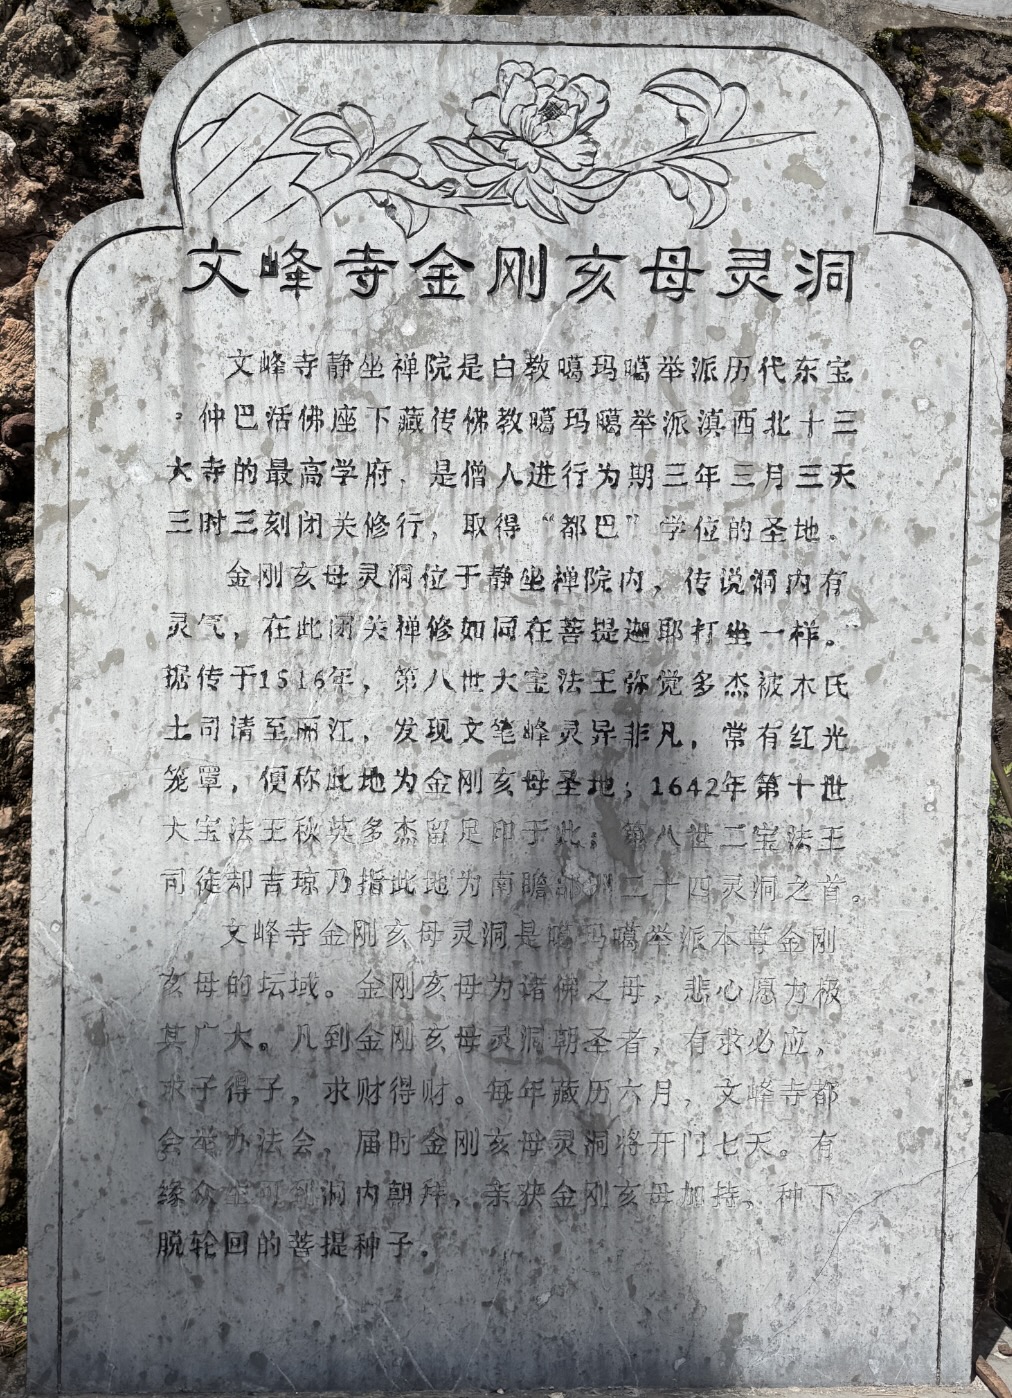 文峰寺金刚亥母灵洞
文峰寺静坐禅院是白教噶玛噶举派历代东宝
·仲巴活佛座下藏传佛教噶玛噶举派滇西北十三
大寺的最高学府，是僧人进行为期三年三月三天
三时三刻闭关修行，取得“都巴”学位的圣地。
金刚亥母灵洞位于静坐禅院内，传说洞内有
灵气，在此闭关禅修如同在菩提迦耶打坐一样。
据传于1516年，第八世大宝法王弥觉多杰被木氏
土司请至丽江，发现文笔峰灵异非凡，常有红光
笼罩，便称此地为金刚亥母圣地；1642年第十世
大宝法王秋英多杰留足印于此；第八世二宝法王
司徒却吉琼乃指此地为南瞻部洲二十四灵洞之首。
文峰寺金刚亥母灵洞是噶玛噶举派本尊金刚
亥母的坛域。金刚亥母为诸佛之母，悲心愿力极
其广大。凡到金刚亥母灵洞朝圣者，有求必应，
求子得子，求财得财。每年藏历六月，文峰寺都
会举办法会，届时金刚亥母灵洞将开门七天。有
缘众生可到洞内朝拜，亲获金刚亥母加持、种下
脱轮回的菩提种子。